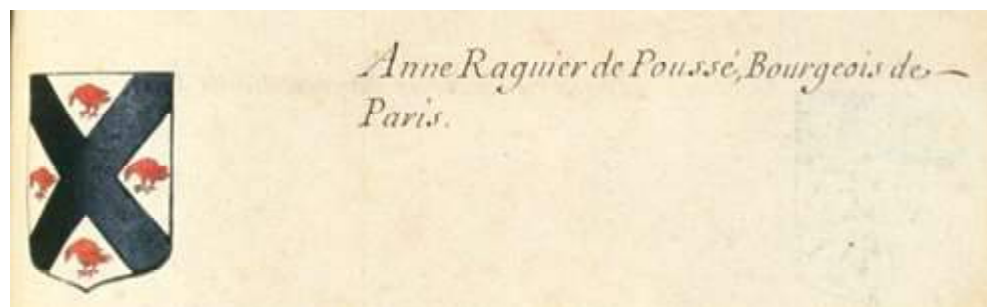 Anne Raguier de Poussé, Bourgeois de —
Paris.